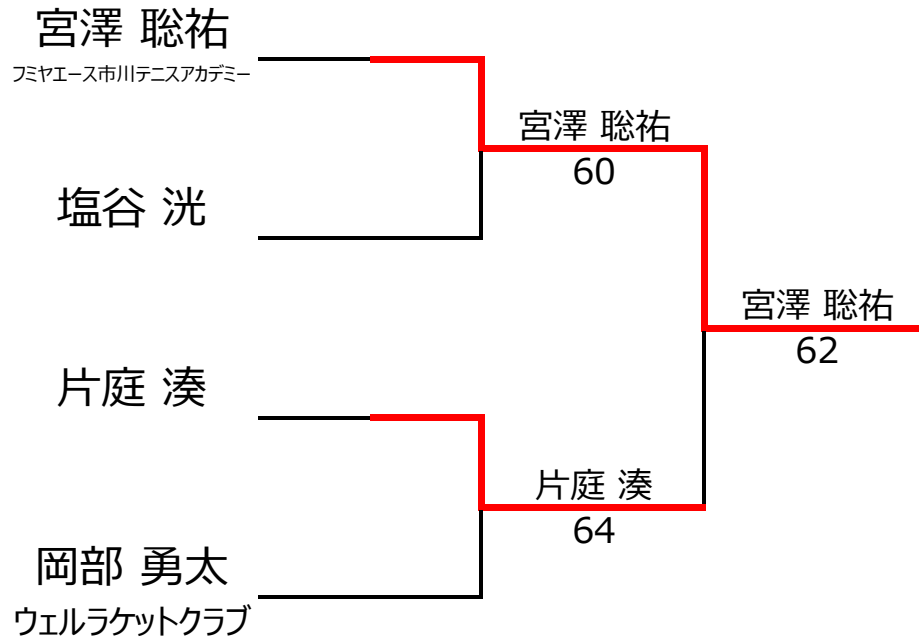 宮澤 聡祐
フミヤエース市川テニスアカデミー
塩谷 洸
片庭 湊
岡部 勇太
ウェルラケットクラブ
宮澤 聡祐
60
片庭 湊
64
宮澤 聡祐
62